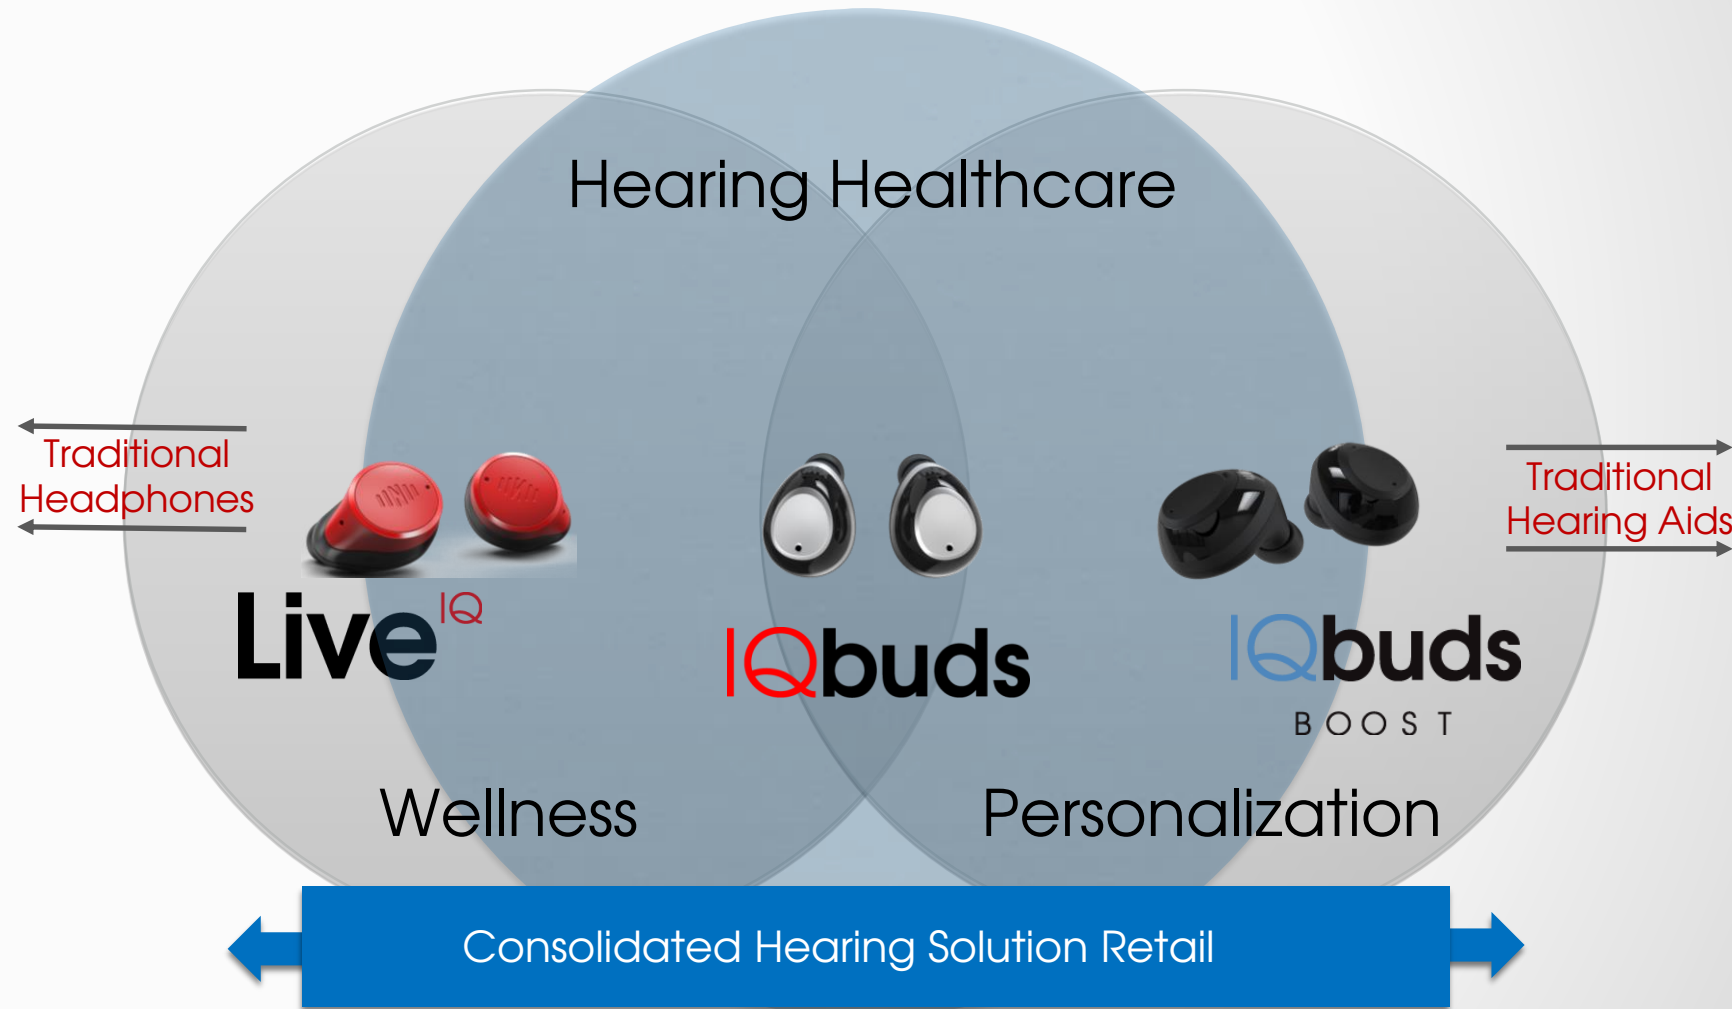 Hearing Healthcare
Traditional
Headphones
Traditional
Hearing Aids
Live IQ
IQbuds
IQbuds
BOOST
Wellness
Personalization
Consolidated Hearing Solution Retail